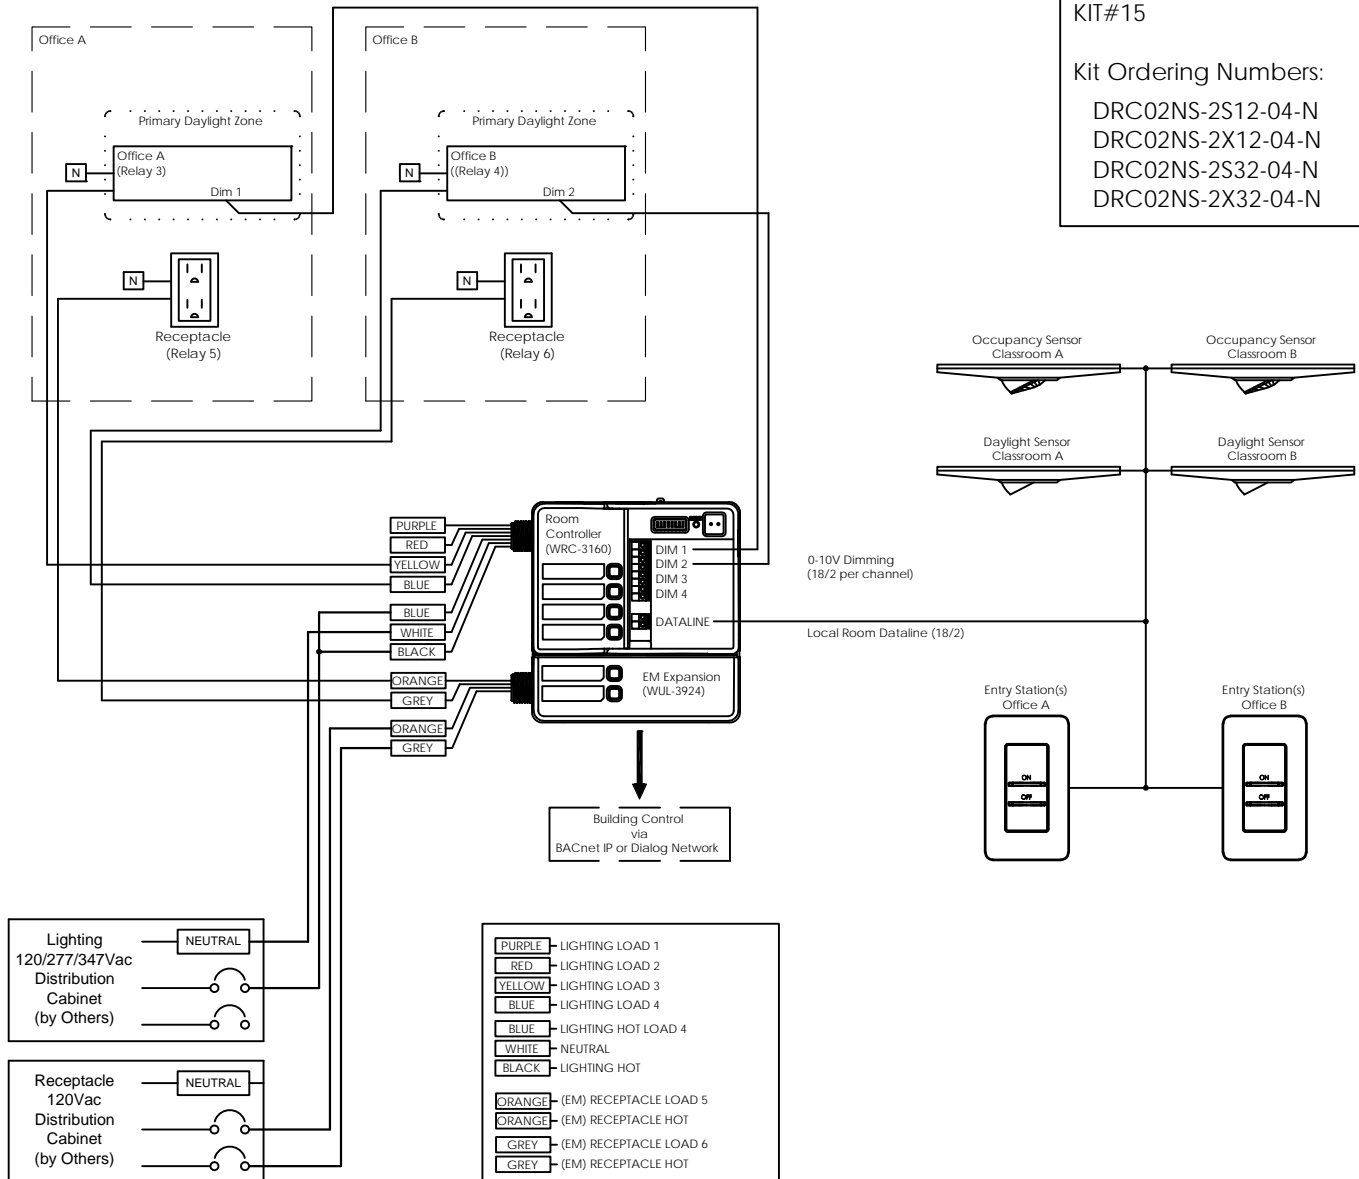 KIT#15
Kit Ordering Numbers:
DRC02NS-2S12-04-N
DRC02NS-2X12-04-N
DRC02NS-2S32-04-N
DRC02NS-2X32-04-N
Office A
Primary Daylight Zone
Office A
(Relay 3)
N
Dim 1
N
Receptacle
(Relay 5)
Office B
Primary Daylight Zone
Office B
((Relay 4))
N
Dim 2
N
Receptacle
(Relay 6)
Occupancy Sensor
Classroom A
Occupancy Sensor
Classroom B
Daylight Sensor
Classroom A
Daylight Sensor
Classroom B
PURPLE
RED
YELLOW
BLUE
BLUE
WHITE
BLACK
ORANGE
GREY
ORANGE
GREY
Room
Controller
(WRC-3160)
DIM 1
DIM 2
DIM 3
DIM 4
DATALINE
EM Expansion
(WUL-3924)
0-10V Dimming
(18/2 per channel)
Local Room Dataline (18/2)
Entry Station(s)
Office A
ON
OFF
Entry Station(s)
Office B
ON
OFF
Building Control
via
BACnet IP or Dialog Network
Lighting
120/277/347Vac
Distribution
Cabinet
(by Others)
NEUTRAL
Receptacle
120Vac
Distribution
Cabinet
(by Others)
NEUTRAL
PURPLE LIGHTING LOAD 1
RED LIGHTING LOAD 2
YELLOW LIGHTING LOAD 3
BLUE LIGHTING LOAD 4
BLUE LIGHTING HOT LOAD 4
WHITE NEUTRAL
BLACK LIGHTING HOT
ORANGE (EM) RECEPTACLE LOAD 5
ORANGE (EM) RECEPTACLE HOT
GREY (EM) RECEPTACLE LOAD 6
GREY (EM) RECEPTACLE HOT